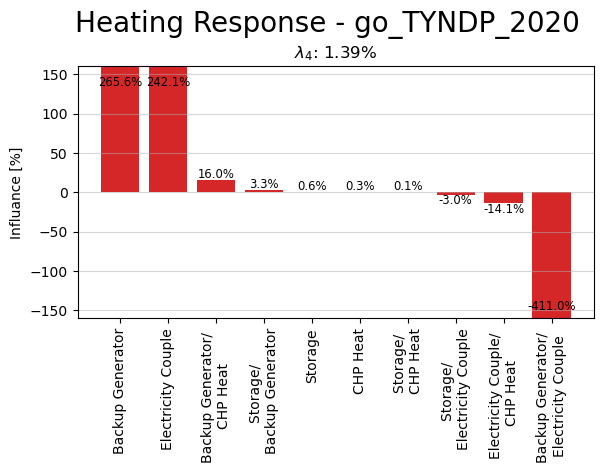 Heating Response - go_TYNDP_2020
λ4: 1.39%
Influance [%]
150
100
50
0
−50
−100
−150
265.6%
242.1%
16.0%
3.3%
0.6%
0.3%
0.1%
-3.0%
-14.1%
-411.0%
Backup Generator
Electricity Couple
Backup Generator/
CHP Heat
Storage/
Backup Generator
Storage
CHP Heat
Storage/
CHP Heat
Storage/
Electricity Couple
Electricity Couple/
CHP Heat
Backup Generator/
Electricity Couple